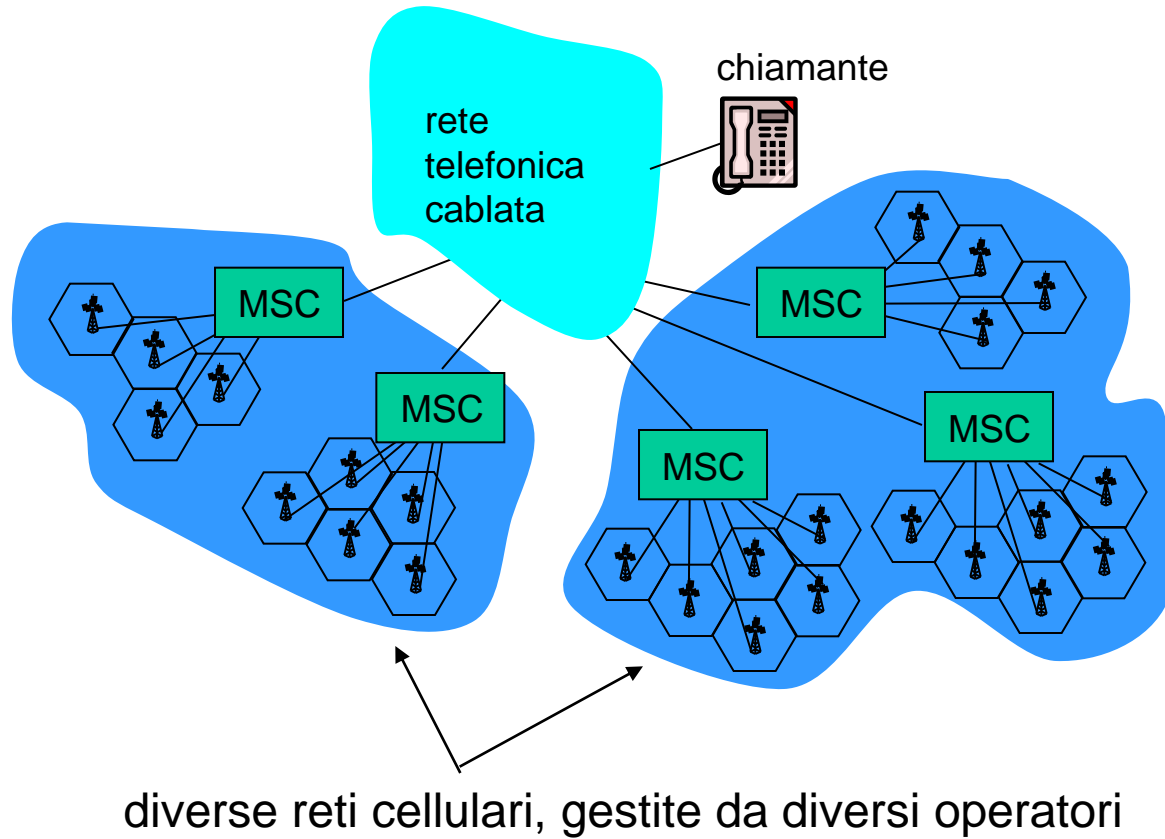 chiamante
rete
telefonica
cablata
MSC
MSC
MSC
MSC
MSC
diverse reti cellulari, gestite da diversi operatori